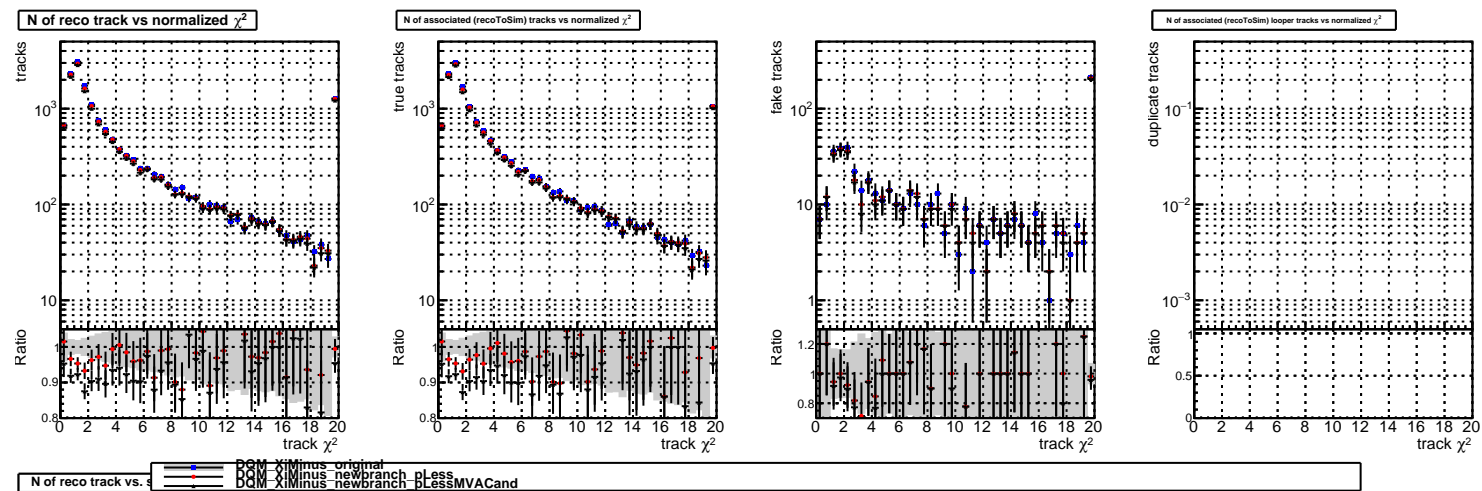 N of reco track vs normalized χ²
tracks
10³
10²
10
Ratio
1
0.9
0.8
0 2 4 6 8 10 12 14 16 18 20
track χ²
N of associated (recoToSim) tracks vs normalized χ²
true tracks
10³
10²
10
Ratio
1
0.9
0.8
0 2 4 6 8 10 12 14 16 18 20
track χ²
fake tracks
10²
10
1
Ratio
1.2
1
0.8
0 2 4 6 8 10 12 14 16 18 20
track χ²
N of associated (recoToSim) looper tracks vs normalized χ²
duplicate tracks
10⁻¹
10⁻²
10⁻³
Ratio
1
0.5
0
0 2 4 6 8 10 12 14 16 18 20
track χ²
N of reco track vs. s
DQM_XiMinus_original
DQM_XiMinus_newbranch_pLess
DQM_XiMinus_newbranch_pLessMVACand